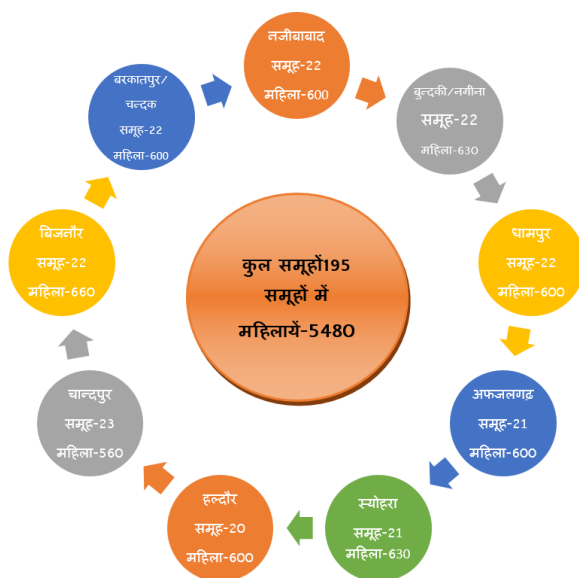 नजीबाबाद
समूह-22
महिला-600
बुन्दकी/नगीना
समूह-22
महिला-630
धामपुर
समूह-22
महिला-600
अफजलगढ़
समूह-21
महिला-600
स्योहरा
समूह-21
महिला-630
हल्दौर
समूह-20
महिला-600
चान्दपुर
समूह-23
महिला-560
बिजनौर
समूह-22
महिला-660
बरकातपुर/
चन्दक
समूह-22
महिला-600
कुल समूहों195
समूहों में
महिलायें-5480